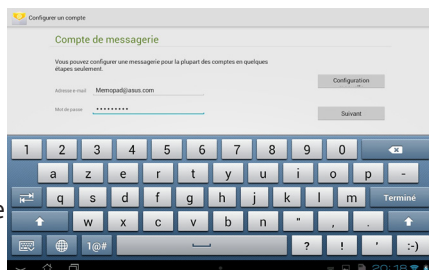 Configurer un compte
Compte de messagerie
Vous pouvez configurer une messagerie pour la plupart des comptes en quelques
étapes seulement.
Configuration
Adresse e-mail Memopad@asus.com
Mot de passe •••••••••
Suivant
1 2 3 4 5 6 7 8 9 0
a z e r t y u i o p -
q s d f g h j k l m Terminé
w x c v b n " , .
1@# ? ! ' :-)
20:18
e